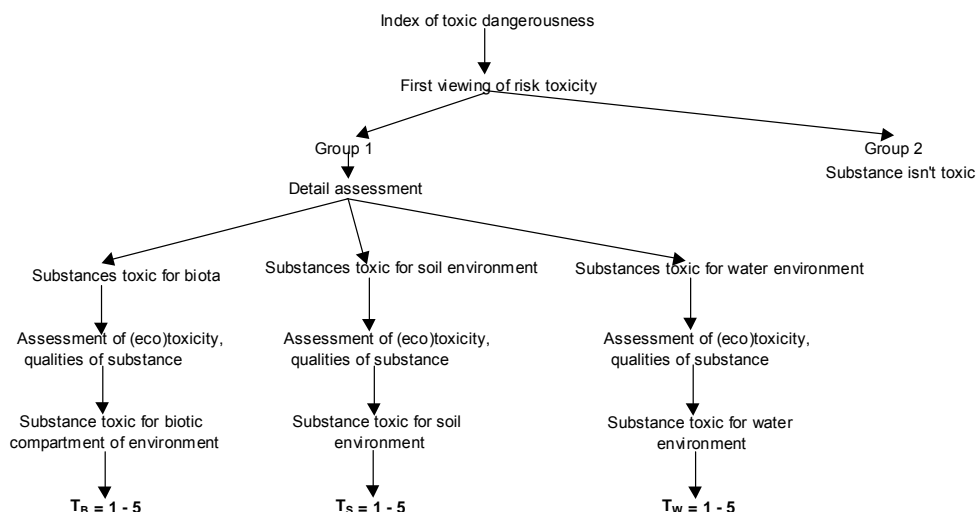 Index of toxic dangerousness
First viewing of risk toxicity
Group 1
Group 2
Substance isn't toxic
Detail assessment
Substances toxic for biota
Substances toxic for soil environment
Substances toxic for water environment
Assessment of (eco)toxicity,
qualities of substance
Assessment of (eco)toxicity,
qualities of substance
Assessment of (eco)toxicity,
qualities of substance
Substance toxic for biotic
compartment of environment
Substance toxic for soil
environment
Substance toxic for water
environment
T_B = 1 - 5
T_S = 1 - 5
T_W = 1 - 5